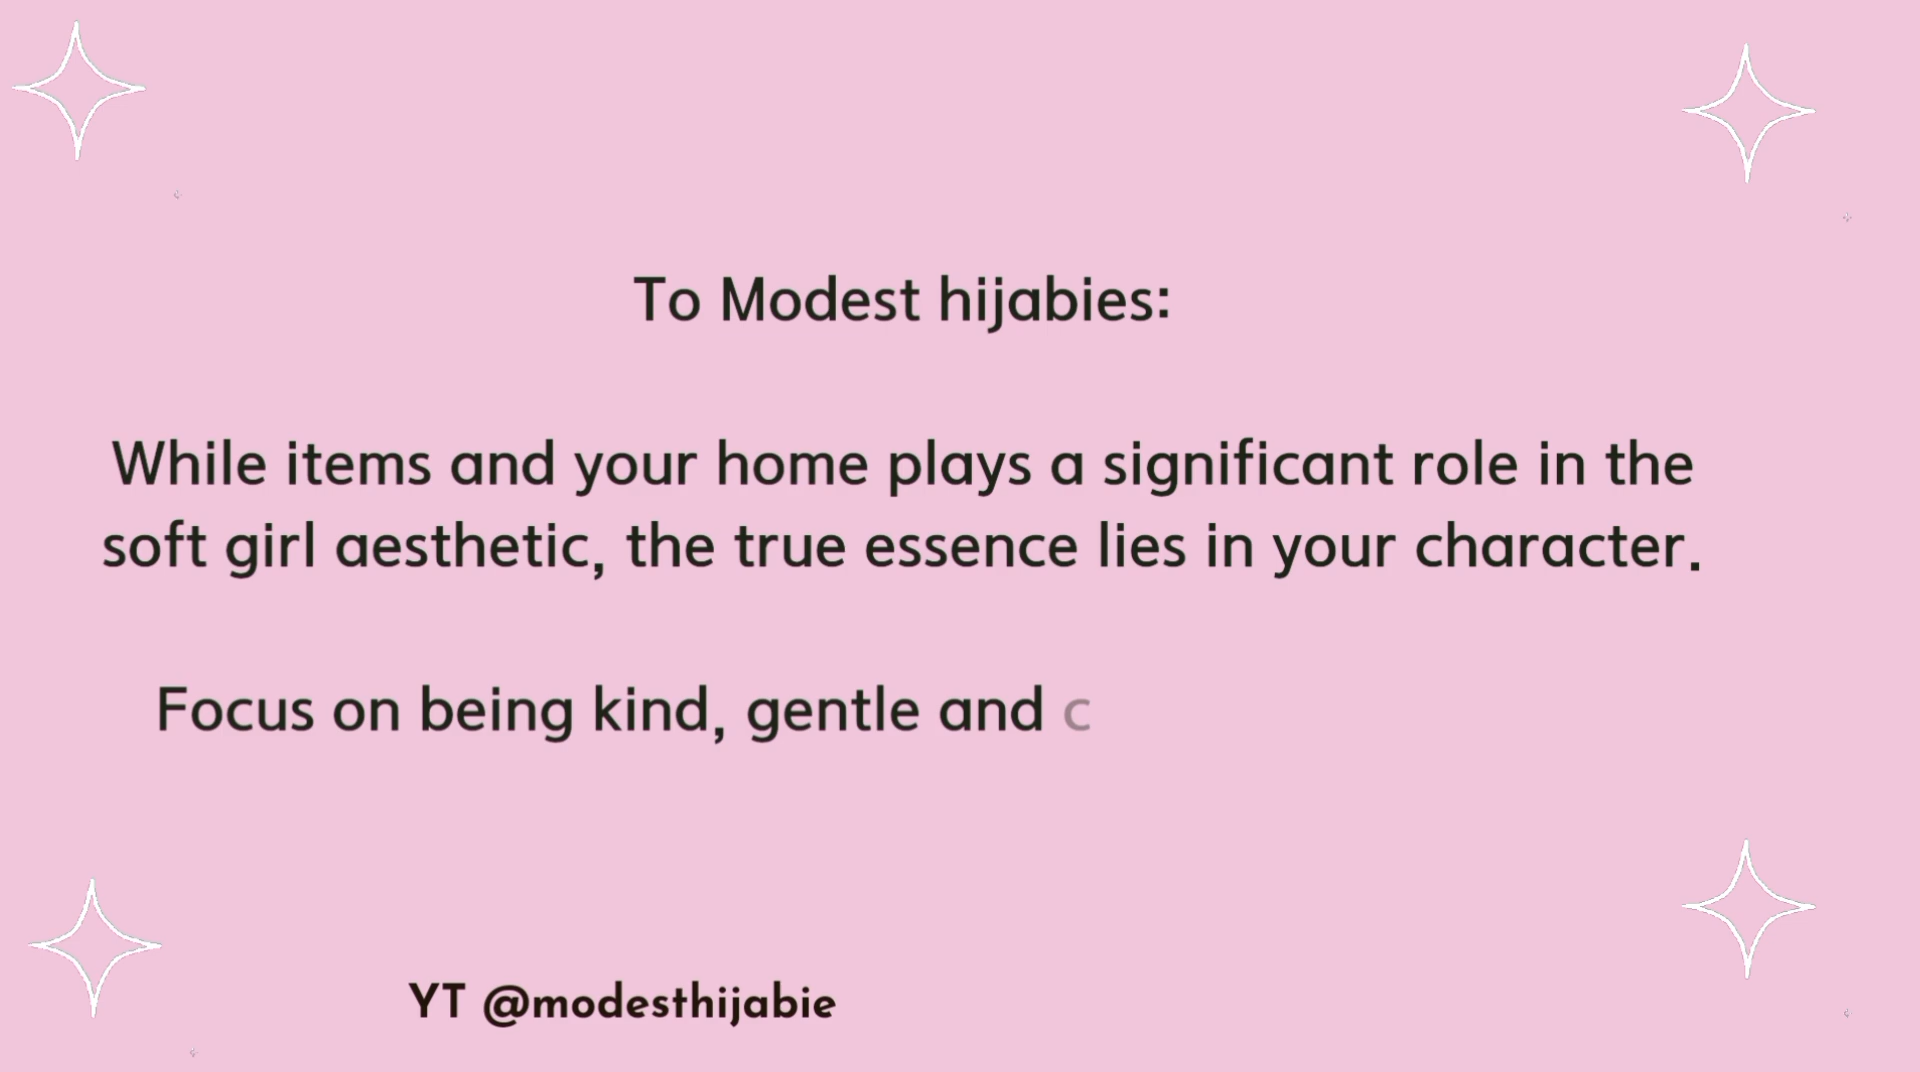 To Modest hijabies:
While items and your home plays a significant role in the
soft girl aesthetic, the true essence lies in your character.
Focus on being kind, gentle and c
YT @modesthijabie